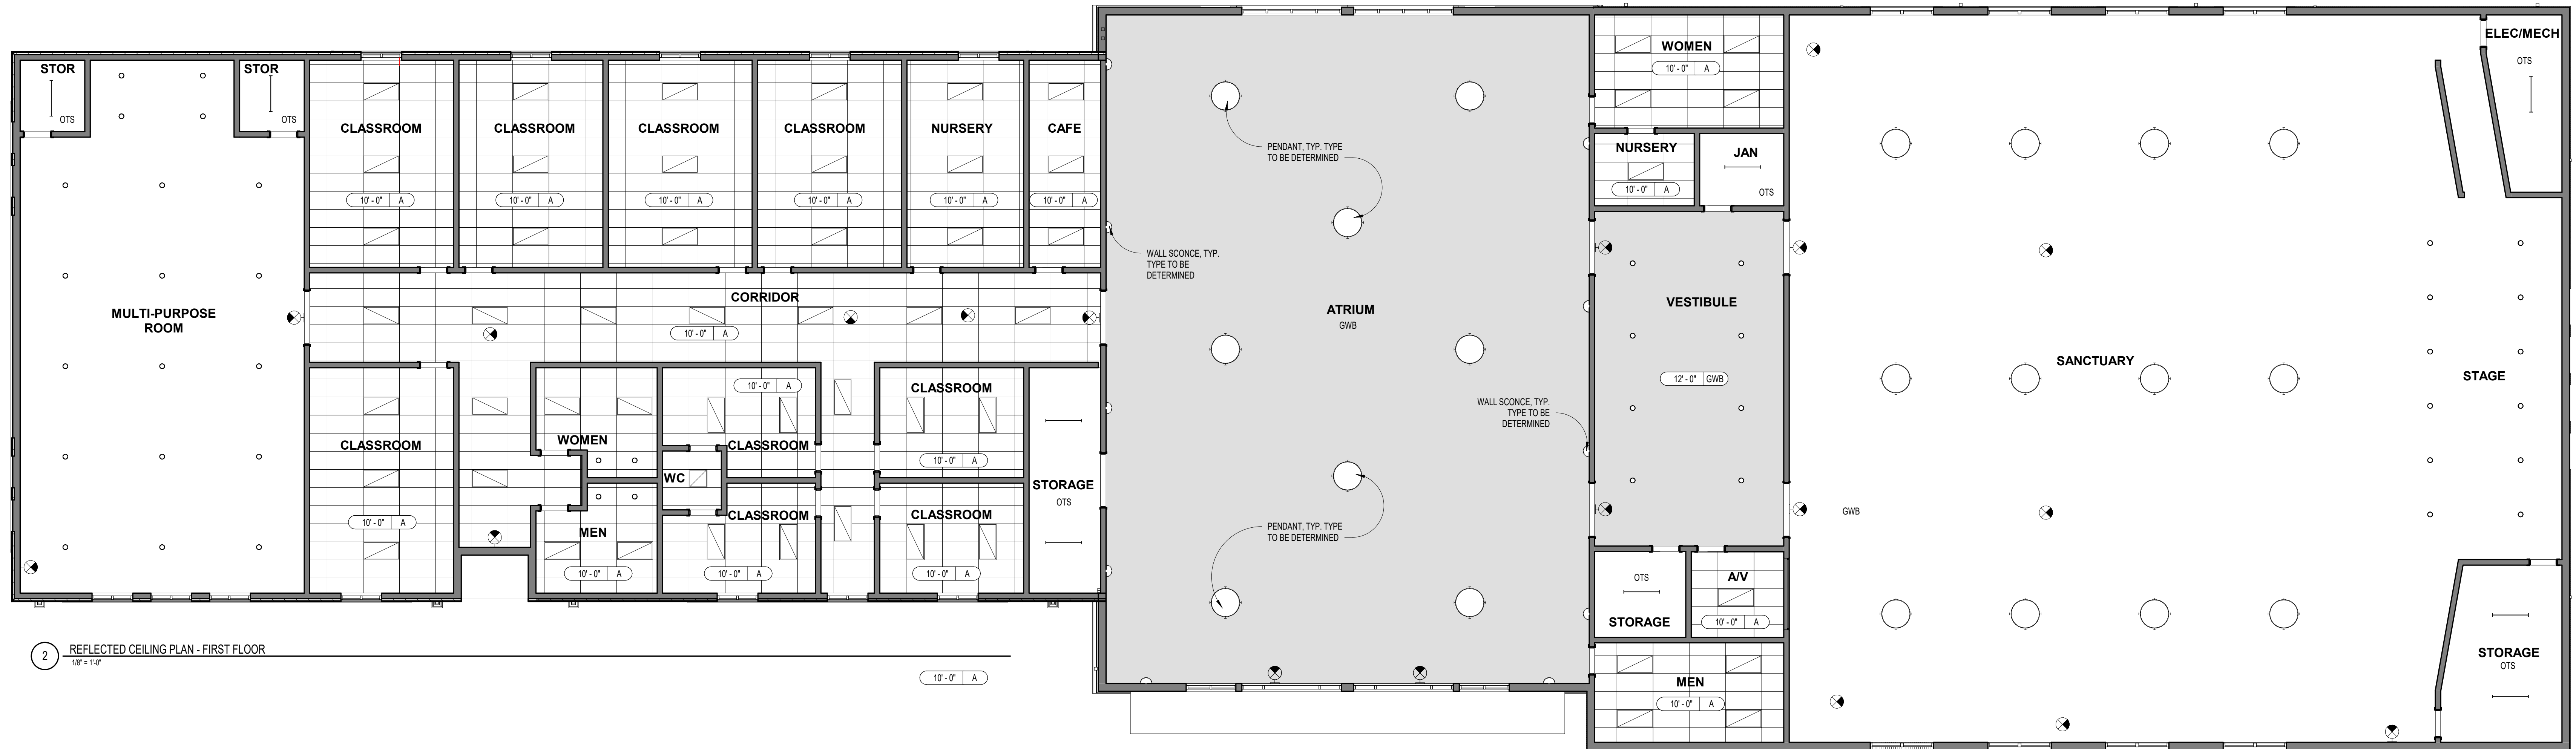 STOR
OTS
STOR
OTS
CLASSROOM
10' - 0" A
CLASSROOM
10' - 0" A
CLASSROOM
10' - 0" A
CLASSROOM
10' - 0" A
NURSERY
10' - 0" A
CAFE
10' - 0" A
MULTI-PURPOSE
ROOM
CORRIDOR
10' - 0" A
CLASSROOM
10' - 0" A
WOMEN
MEN
10' - 0" A
10' - 0" A
CLASSROOM
WC
CLASSROOM
10' - 0" A
CLASSROOM
10' - 0" A
CLASSROOM
10' - 0" A
STORAGE
OTS
PENDANT, TYP. TYPE
TO BE DETERMINED
WALL SCONCE, TYP.
TYPE TO BE
DETERMINED
ATRIUM
GWB
WALL SCONCE, TYP.
TYPE TO BE
DETERMINED
PENDANT, TYP. TYPE
TO BE DETERMINED
WOMEN
10' - 0" A
NURSERY
10' - 0" A
JAN
OTS
VESTIBULE
12' - 0" GWB
OTS
STORAGE
A/V
10' - 0" A
MEN
10' - 0" A
SANCTUARY
GWB
ELEC/MECH
OTS
STAGE
STORAGE
OTS
2
REFLECTED CEILING PLAN - FIRST FLOOR
1/8" = 1'-0"
10' - 0" A